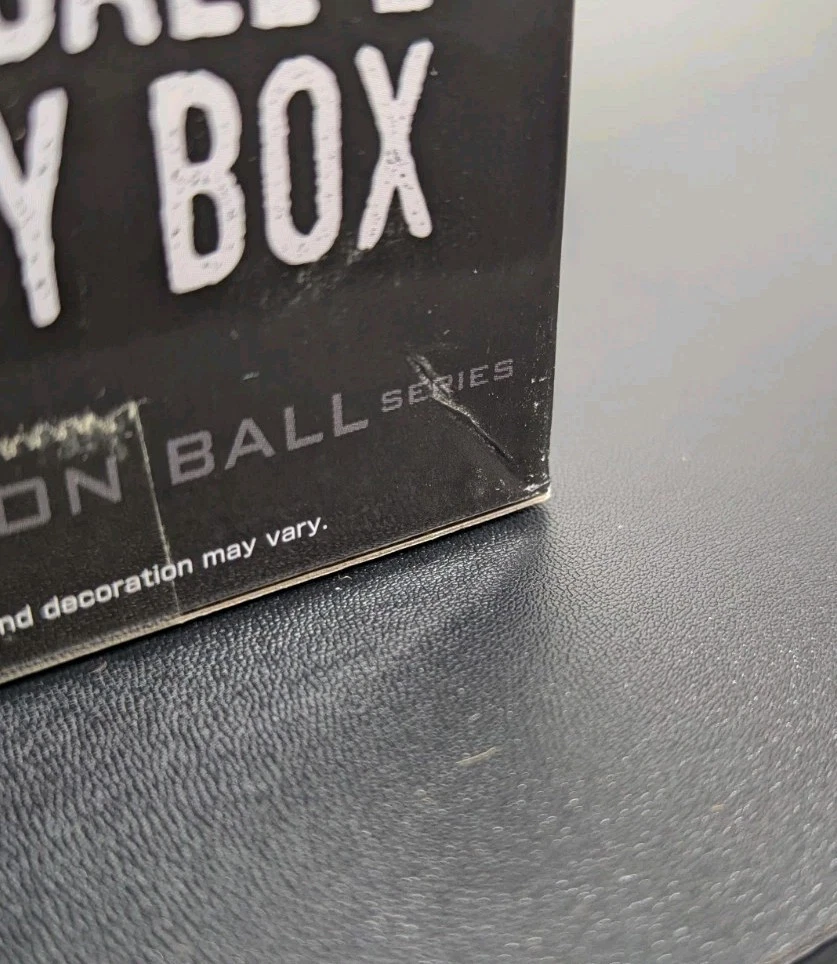 Y BOX
ON BALL SERIES
nd decoration may vary.